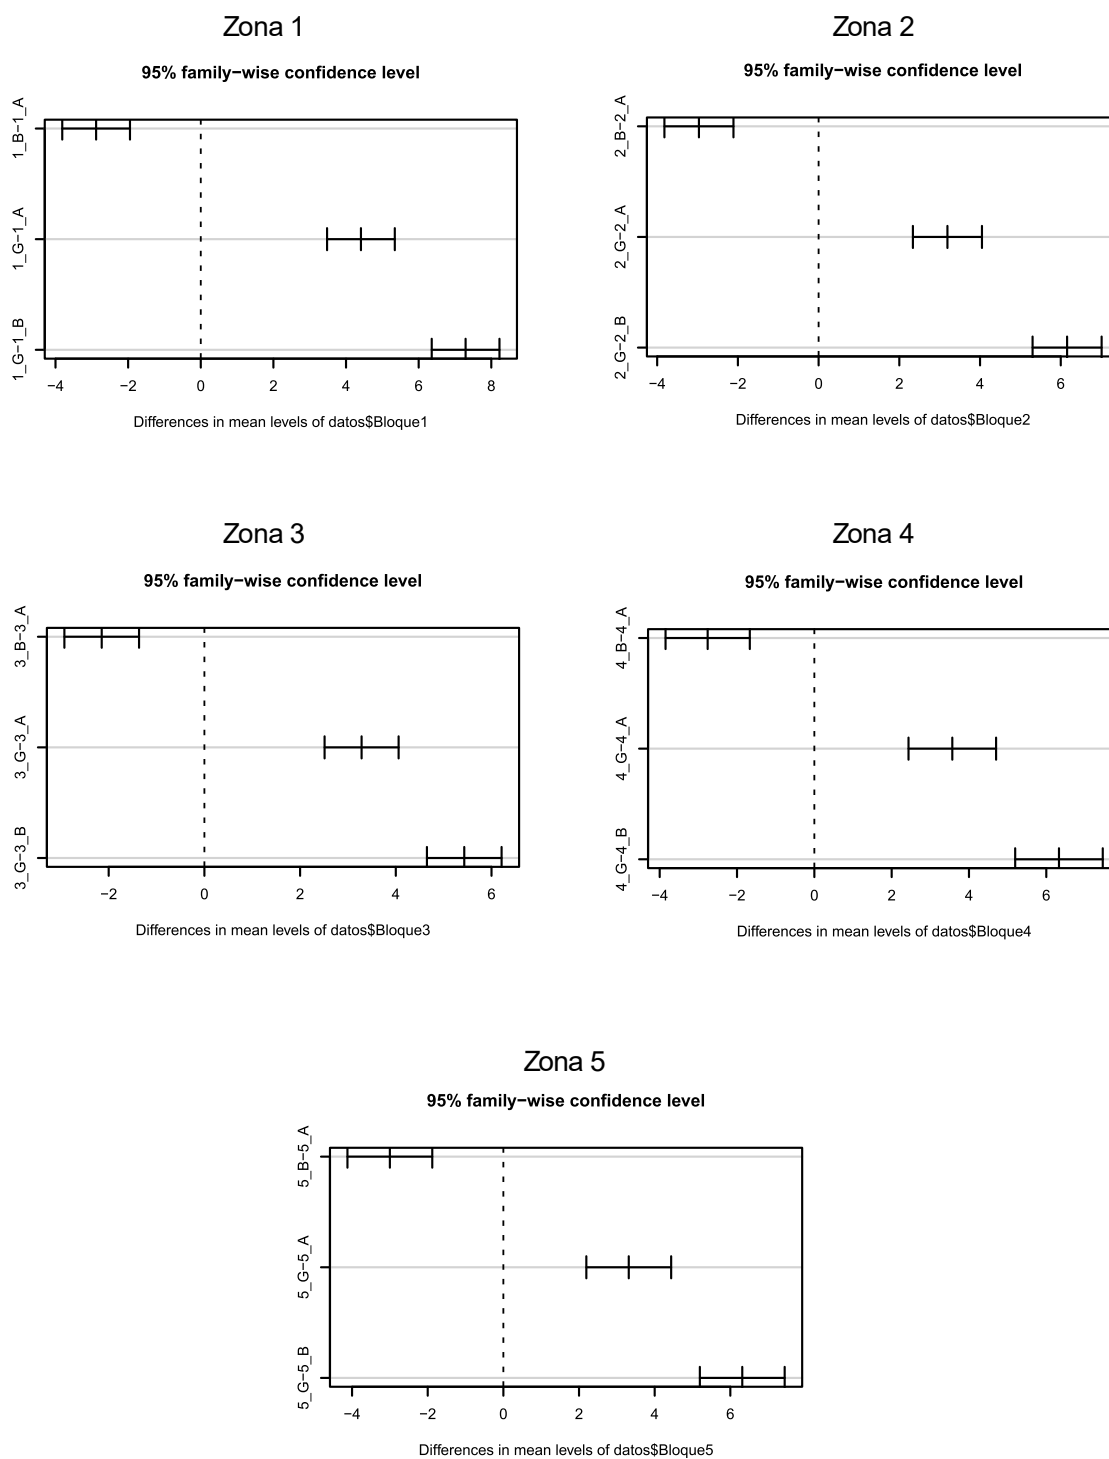 Zona 1
95% family−wise confidence level
1_B−1_A
1_G−1_A
1_G−1_B
−4 −2 0 2 4 6 8
Differences in mean levels of datos$Bloque1
Zona 2
95% family−wise confidence level
2_B−2_A
2_G−2_A
2_G−2_B
−4 −2 0 2 4 6
Differences in mean levels of datos$Bloque2
Zona 3
95% family−wise confidence level
3_B−3_A
3_G−3_A
3_G−3_B
−2 0 2 4 6
Differences in mean levels of datos$Bloque3
Zona 4
95% family−wise confidence level
4_B−4_A
4_G−4_A
4_G−4_B
−4 −2 0 2 4 6
Differences in mean levels of datos$Bloque4
Zona 5
95% family−wise confidence level
5_B−5_A
5_G−5_A
5_G−5_B
−4 −2 0 2 4 6
Differences in mean levels of datos$Bloque5